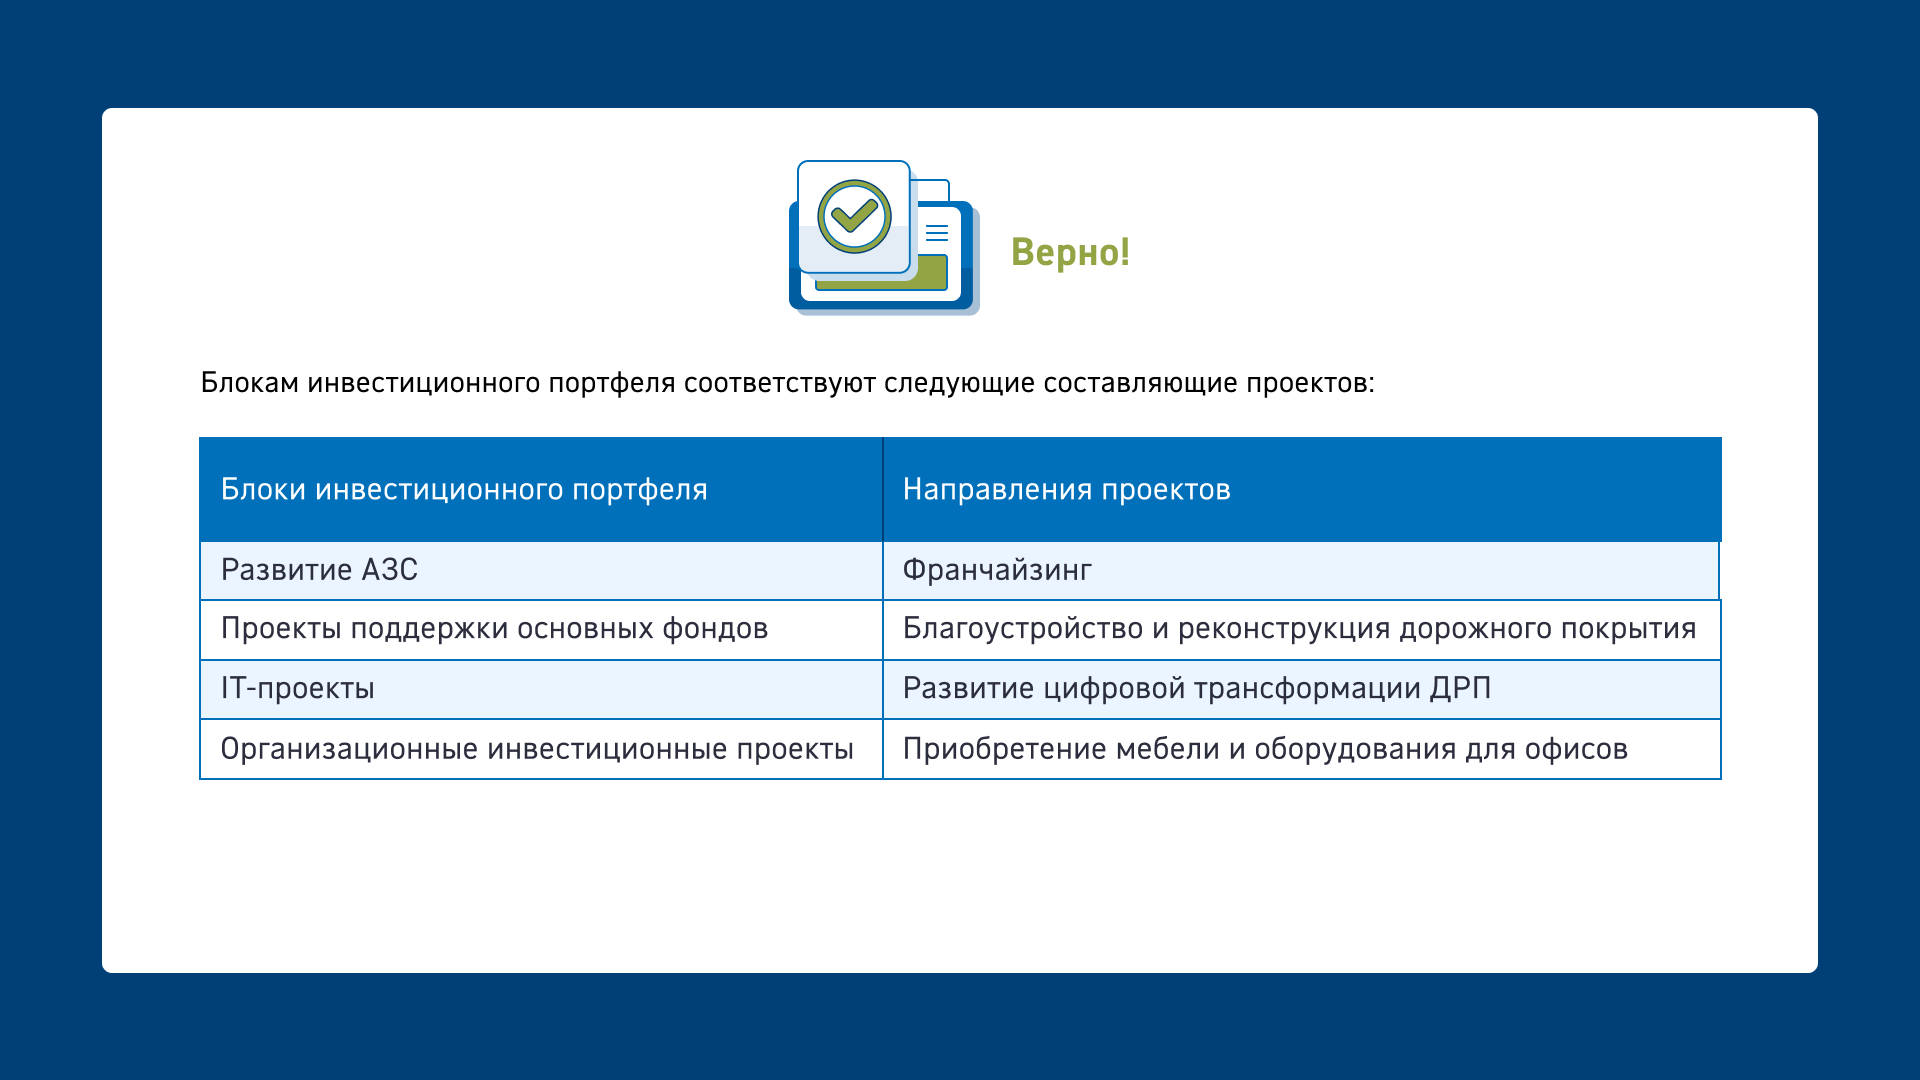 Верно!
Блокам инвестиционного портфеля соответствуют следующие составляющие проектов:
Блоки инвестиционного портфеля
Направления проектов
Развитие АЗС
Франчайзинг
Проекты поддержки основных фондов
Благоустройство и реконструкция дорожного покрытия
IT-проекты
Развитие цифровой трансформации ДРП
Организационные инвестиционные проекты
Приобретение мебели и оборудования для офисов